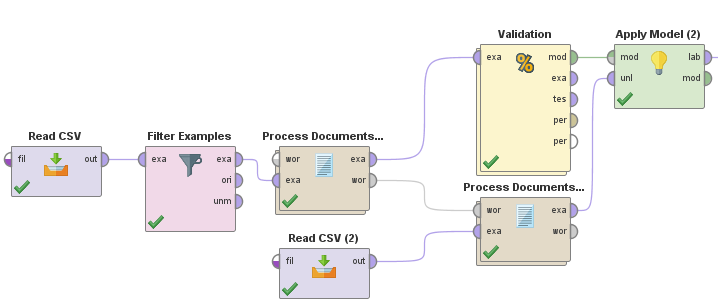 Validation
exa mod
exa
tes
per
per
Apply Model (2)
mod lab
unl mod
Read CSV
fil out
Filter Examples
exa exa
ori
unm
Process Documents...
wor exa
exa wor
Process Documents...
wor exa
exa wor
Read CSV (2)
fil out
%